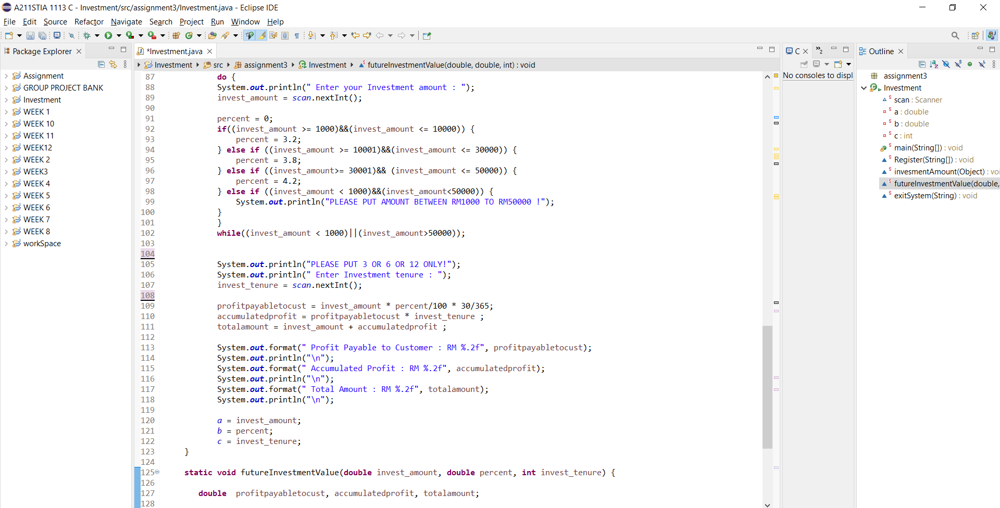 A211STIA 1113 C - Investment/src/assignment3/Investment.java - Eclipse IDE
File Edit Source Refactor Navigate Search Project Run Window Help
Package Explorer
Assignment
GROUP PROJECT BANK
Investment
WEEK 1
WEEK 10
WEEK 11
WEEK12
WEEK 2
WEEK3
WEEK 4
WEEK 5
WEEK 6
WEEK 7
WEEK 8
workSpace
*Investment.java
Investment src assignment3 Investment futureInvestmentValue(double, double, int) : void
87 do {
88 System.out.println(" Enter your Investment amount : ");
89 invest_amount = scan.nextInt();
90
91 percent = 0;
92 if((invest_amount >= 1000)&&(invest_amount <= 10000)) {
93 percent = 3.2;
94 } else if ((invest_amount >= 10001)&&(invest_amount <= 30000)) {
95 percent = 3.8;
96 } else if ((invest_amount>= 30001)&& (invest_amount <= 50000)) {
97 percent = 4.2;
98 } else if ((invest_amount < 1000)&&(invest_amount<50000)) {
99 System.out.println("PLEASE PUT AMOUNT BETWEEN RM1000 TO RM50000 !");
100 }
101 }
102 while((invest_amount < 1000)||(invest_amount>50000));
103
104
105 System.out.println("PLEASE PUT 3 OR 6 OR 12 ONLY!");
106 System.out.println(" Enter Investment tenure : ");
107 invest_tenure = scan.nextInt();
108
109 profitpayabletocust = invest_amount * percent/100 * 30/365;
110 accumulatedprofit = profitpayabletocust * invest_tenure ;
111 totalamount = invest_amount + accumulatedprofit ;
112
113 System.out.format(" Profit Payable to Customer : RM %.2f", profitpayabletocust);
114 System.out.println("\n");
115 System.out.format(" Accumulated Profit : RM %.2f", accumulatedprofit);
116 System.out.println("\n");
117 System.out.format(" Total Amount : RM %.2f", totalamount);
118 System.out.println("\n");
119
120 a = invest_amount;
121 b = percent;
122 c = invest_tenure;
123 }
124
125 static void futureInvestmentValue(double invest_amount, double percent, int invest_tenure) {
126
127 double profitpayabletocust, accumulatedprofit, totalamount;
128
C
2
No consoles to displ
Outline
assignment3
Investment
scan : Scanner
a : double
b : double
c : int
main(String[]) : void
Register(String[]) : void
invesmentAmount(Object) : voi
futureInvestmentValue(double,
exitSystem(String) : void